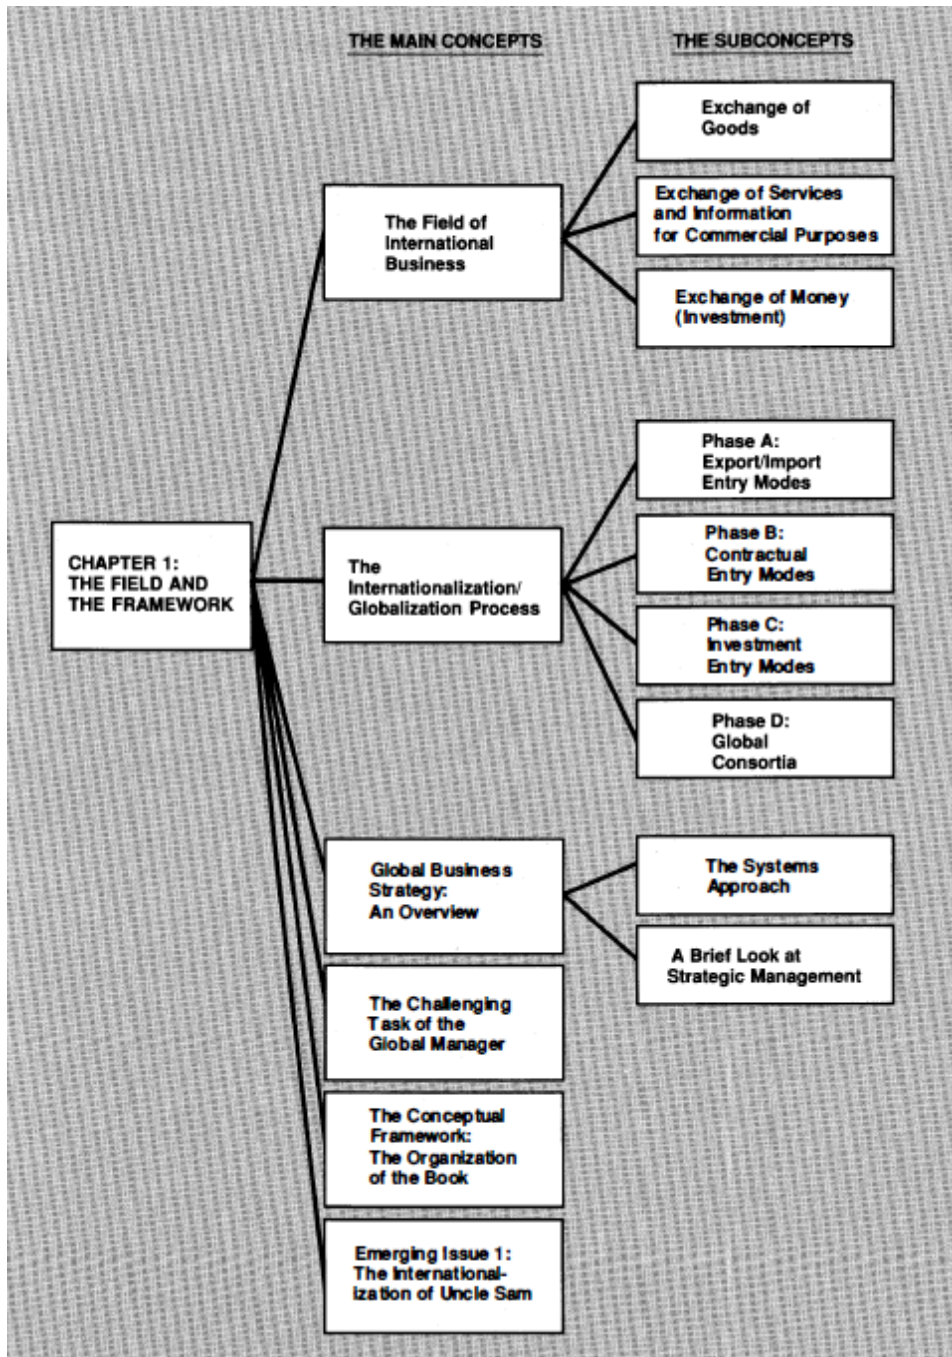 THE MAIN CONCEPTS
THE SUBCONCEPTS
CHAPTER 1:
THE FIELD AND
THE FRAMEWORK
The Field of
International
Business
Exchange of
Goods
Exchange of Services
and Information
for Commercial Purposes
Exchange of Money
(Investment)
The
Internationalization/
Globalization Process
Phase A:
Export/Import
Entry Modes
Phase B:
Contractual
Entry Modes
Phase C:
Investment
Entry Modes
Phase D:
Global
Consortia
Global Business
Strategy:
An Overview
The Systems
Approach
A Brief Look at
Strategic Management
The Challenging
Task of the
Global Manager
The Conceptual
Framework:
The Organization
of the Book
Emerging Issue 1:
The International-
ization of Uncle Sam